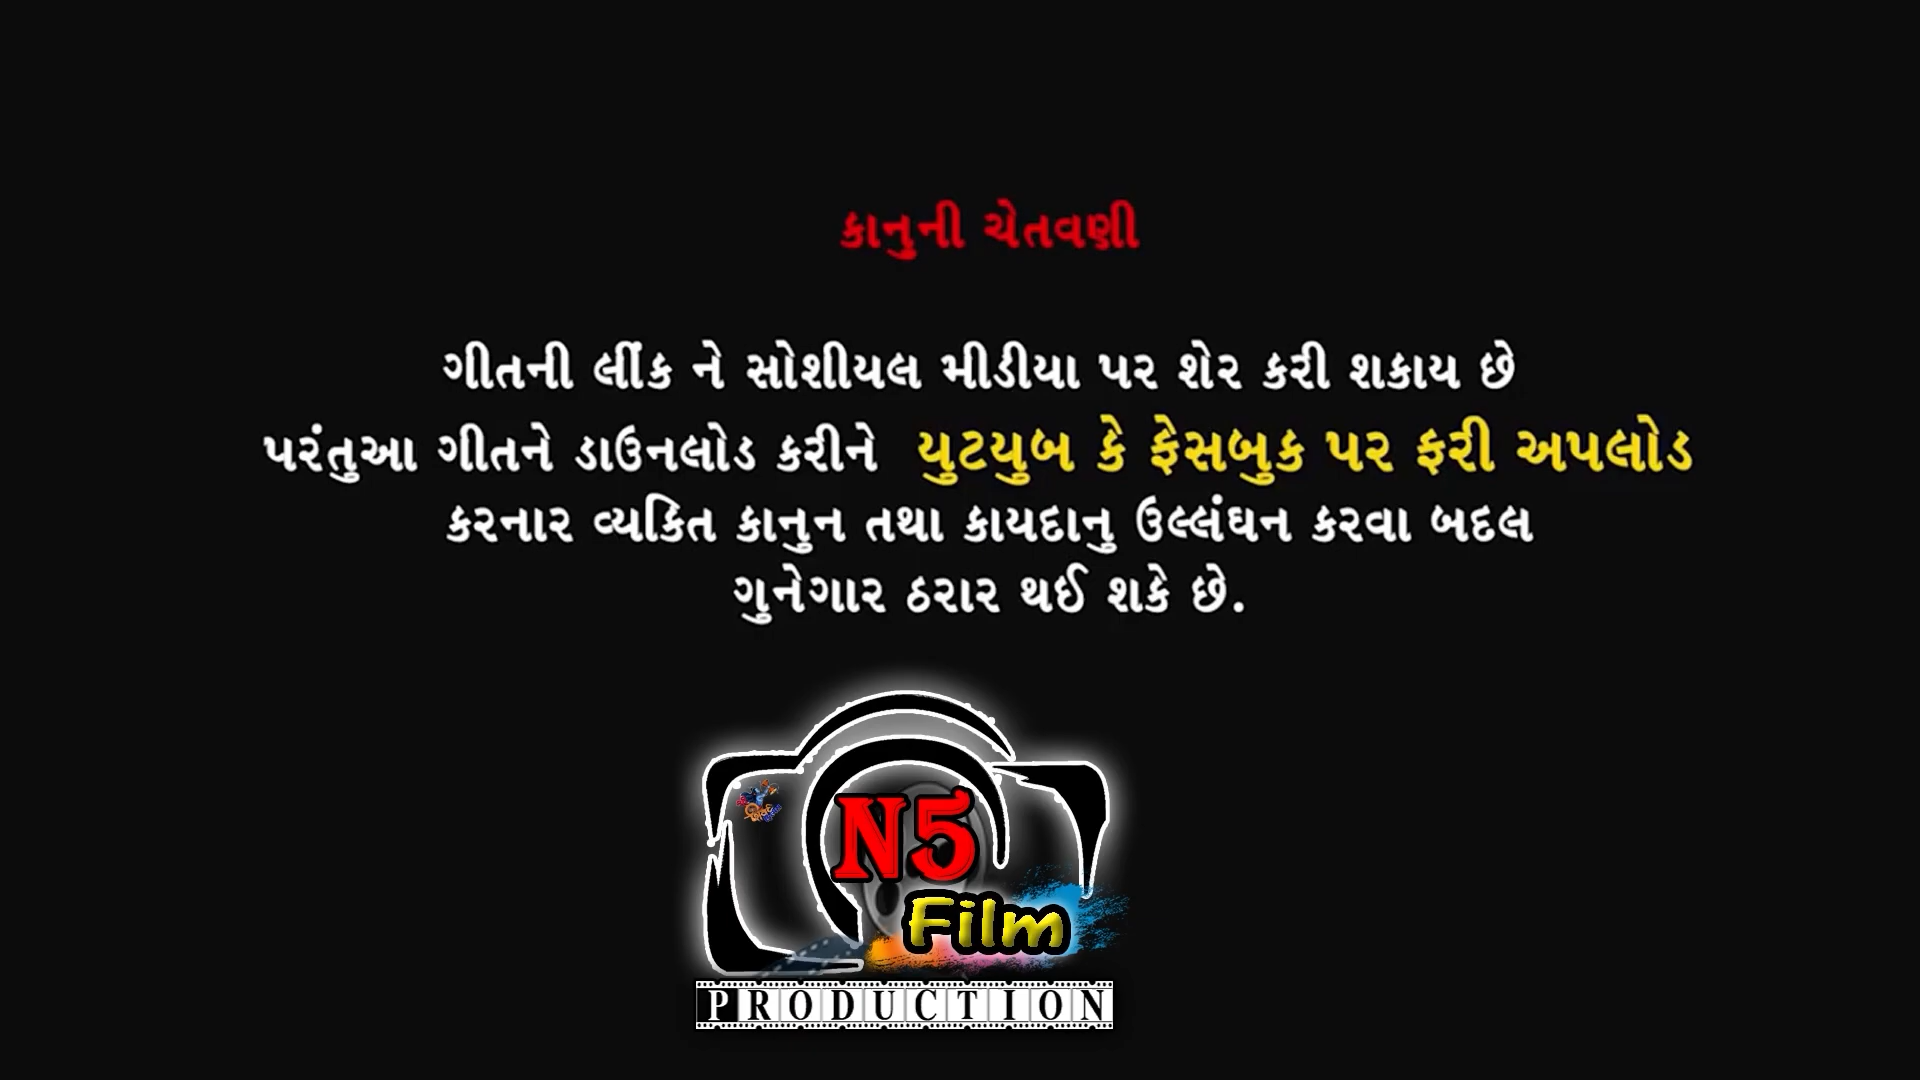 કાનુની ચેતવણી
ગીતની લીંક ને સોશીયલ મીડીયા પર શેર કરી શકાય છે
પરંતુઆ ગીતને ડાઉનલોડ કરીને યુટયુબ કે ફેસબુક પર ફરી અપલોડ
કરનાર વ્યકિત કાનુન તથા કાયદાનુ ઉલ્લંઘન કરવા બદલ
ગુનેગાર ઠરાર થઈ શકે છે.
N5
Film
PRODUCTION